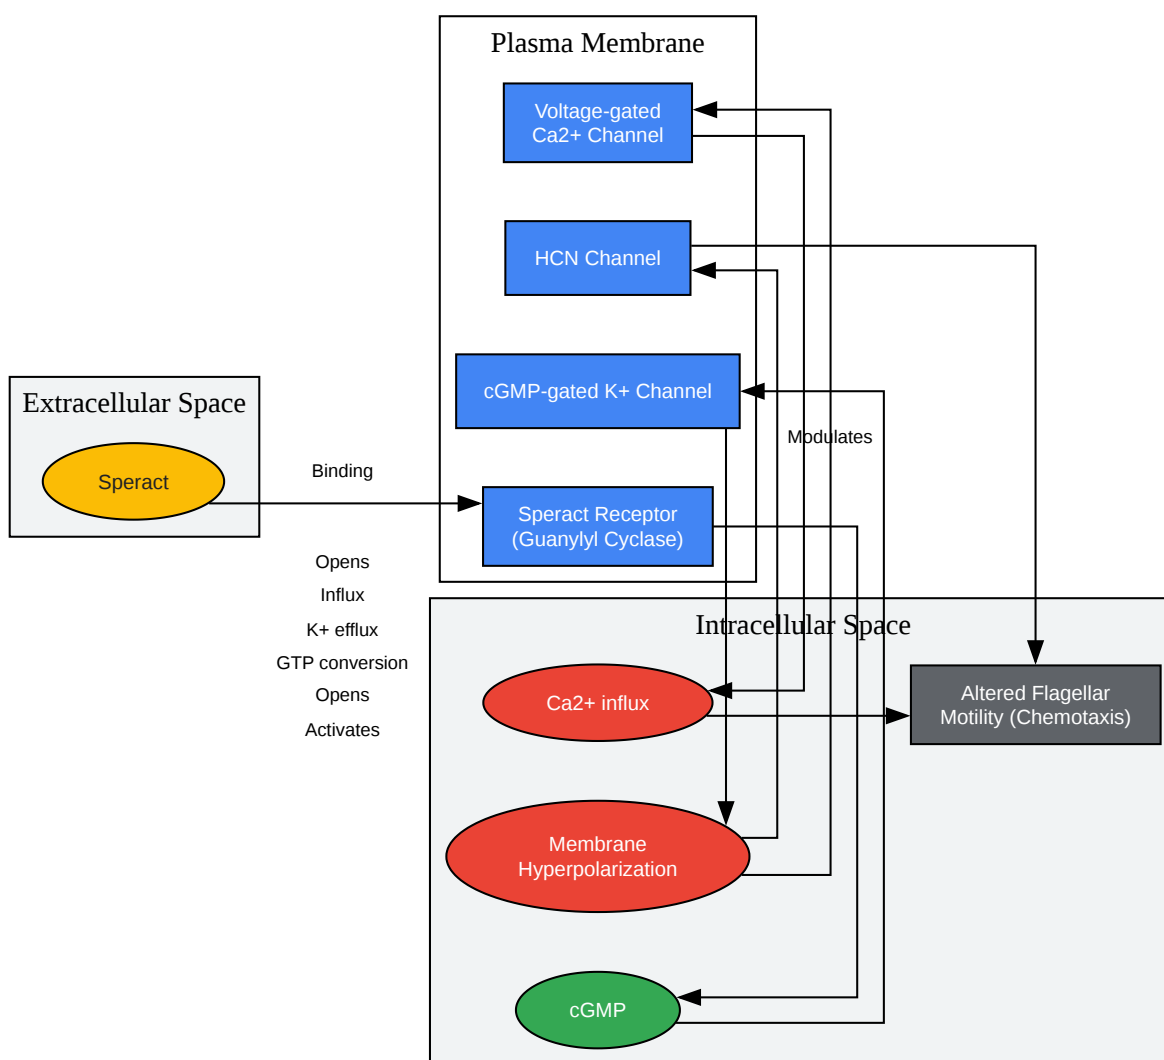 Plasma Membrane
Voltage-gated
Ca2+ Channel
HCN Channel
cGMP-gated K+ Channel
Extracellular Space
Modulates
Binding
Speract
Speract Receptor
(Guanylyl Cyclase)
Opens
Influx
K+ efflux
GTP conversion
Opens
Activates
Intracellular Space
Ca2+ influx
Altered Flagellar
Motility (Chemotaxis)
Membrane
Hyperpolarization
cGMP